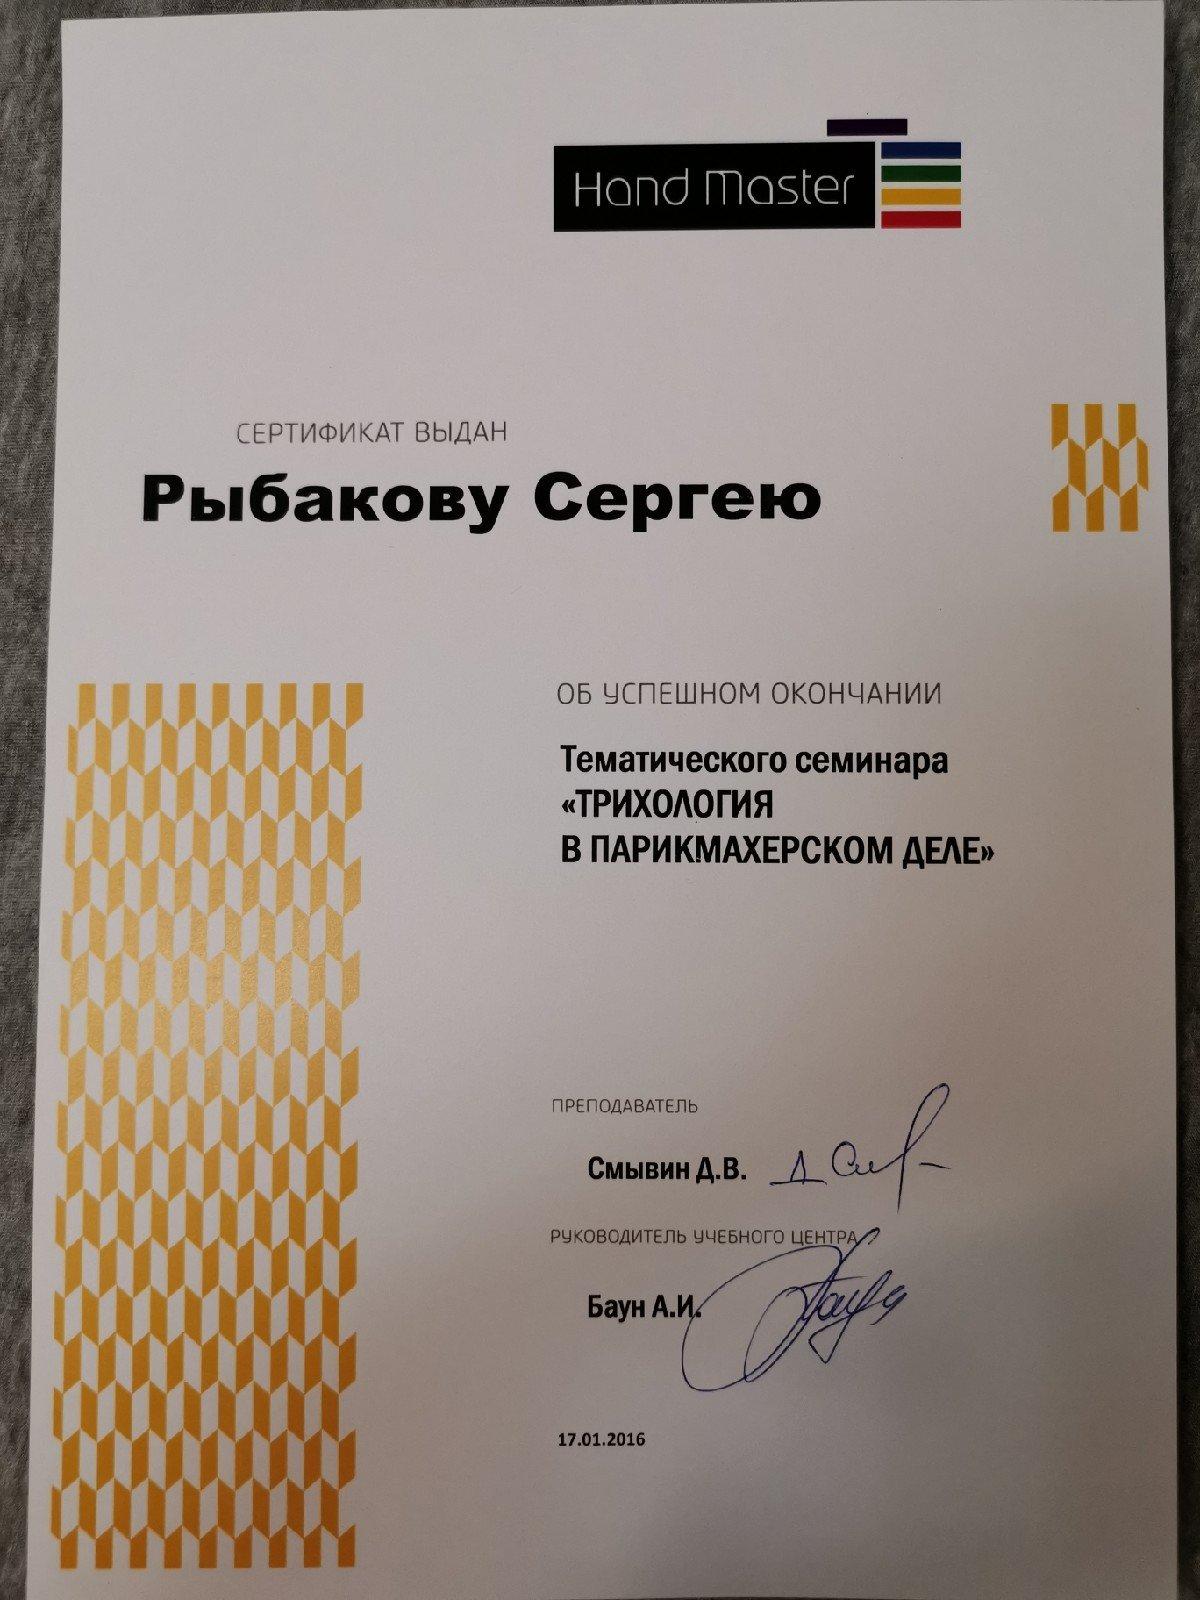 Hand Master
СЕРТИФИКАТ ВЫДАН
Рыбакову Сергею
ОБ УСПЕШНОМ ОКОНЧАНИИ
Тематического семинара
«ТРИХОЛОГИЯ
В ПАРИКМАХЕРСКОМ ДЕЛЕ»
ПРЕПОДАВАТЕЛЬ
Смывин Д.В.
РУКОВОДИТЕЛЬ УЧЕБНОГО ЦЕНТРА
Баун А.И.
17.01.2016